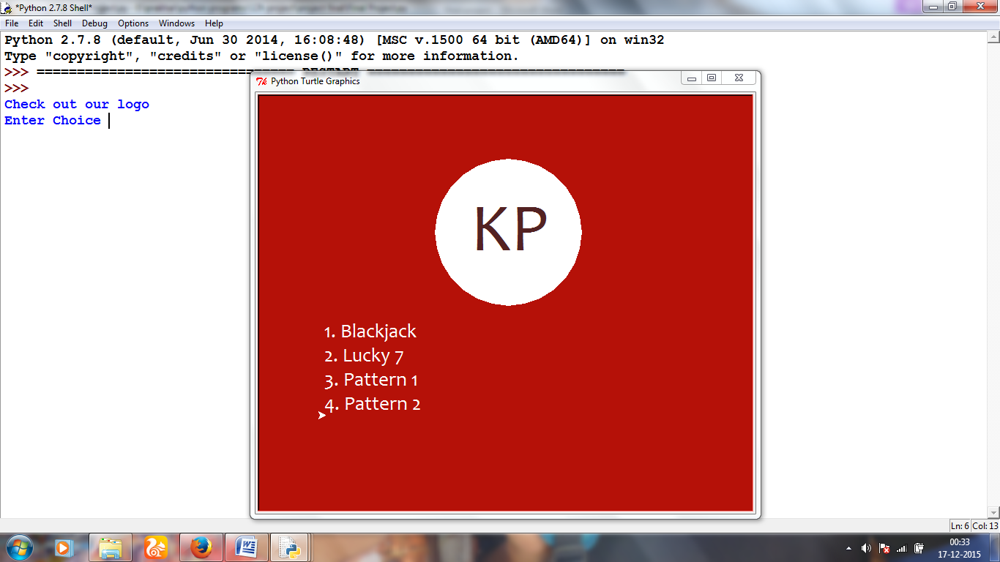 *Python 2.7.8 Shell*
File Edit Shell Debug Options Windows Help
Python 2.7.8 (default, Jun 30 2014, 16:08:48) [MSC v.1500 64 bit (AMD64)] on win32
Type "copyright", "credits" or "license()" for more information.
>>> ================================ RESTART ================================
>>>
Check out our logo
Enter Choice
Python Turtle Graphics
KP
1. Blackjack
2. Lucky 7
3. Pattern 1
4. Pattern 2
Ln: 6 Col: 13
00:33
17-12-2015